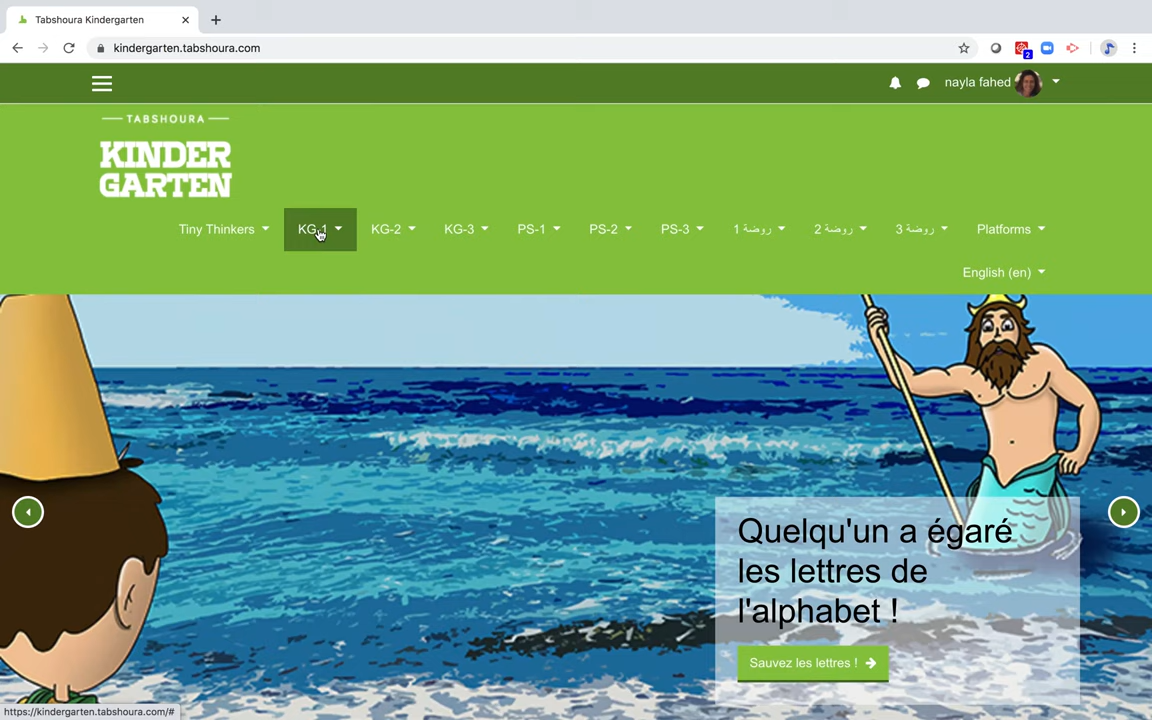 Tabshoura Kindergarten
kindergarten.tabshoura.com
2
nayla fahed
TABSHOURA
KINDER
GARTEN
Tiny Thinkers KG-1 KG-2 KG-3 PS-1 PS-2 PS-3 روضة 1 روضة 2 روضة 3 Platforms
English (en)
Quelqu'un a égaré
les lettres de
l'alphabet !
Sauvez les lettres !
https://kindergarten.tabshoura.com/#